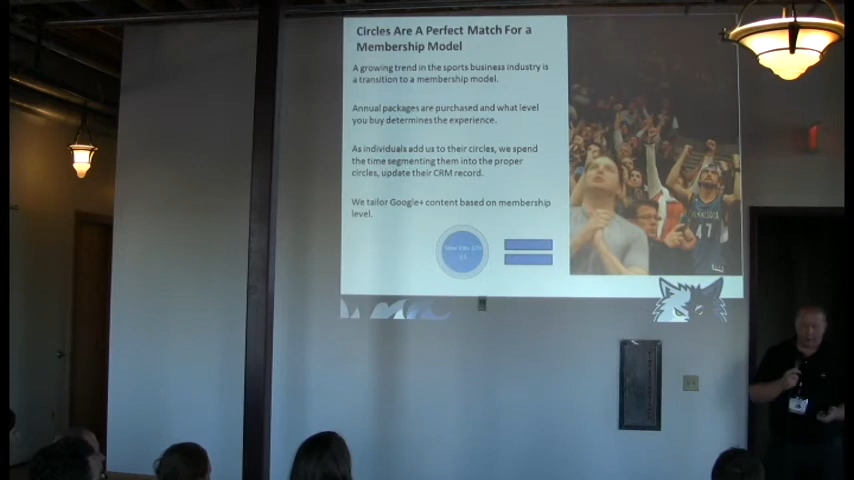 Circles Are A Perfect Match For a
Membership Model
A growing trend in the sports business industry is
a transition to a membership model.
Annual packages are purchased and what level
you buy determines the experience.
As individuals add us to their circles, we spend
the time segmenting them into the proper
circles, update their CRM record.
We tailor Google+ content based on membership
level.
MINNESOTA
47